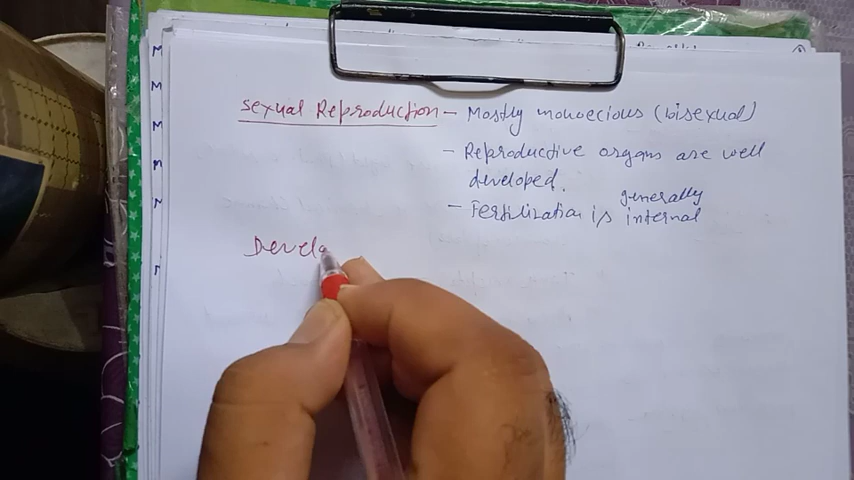 Sexual Reproduction – Mostly monoecious (bisexual)
– Reproductive organs are well
developed.
generally
– Fertilization is internal
Develo